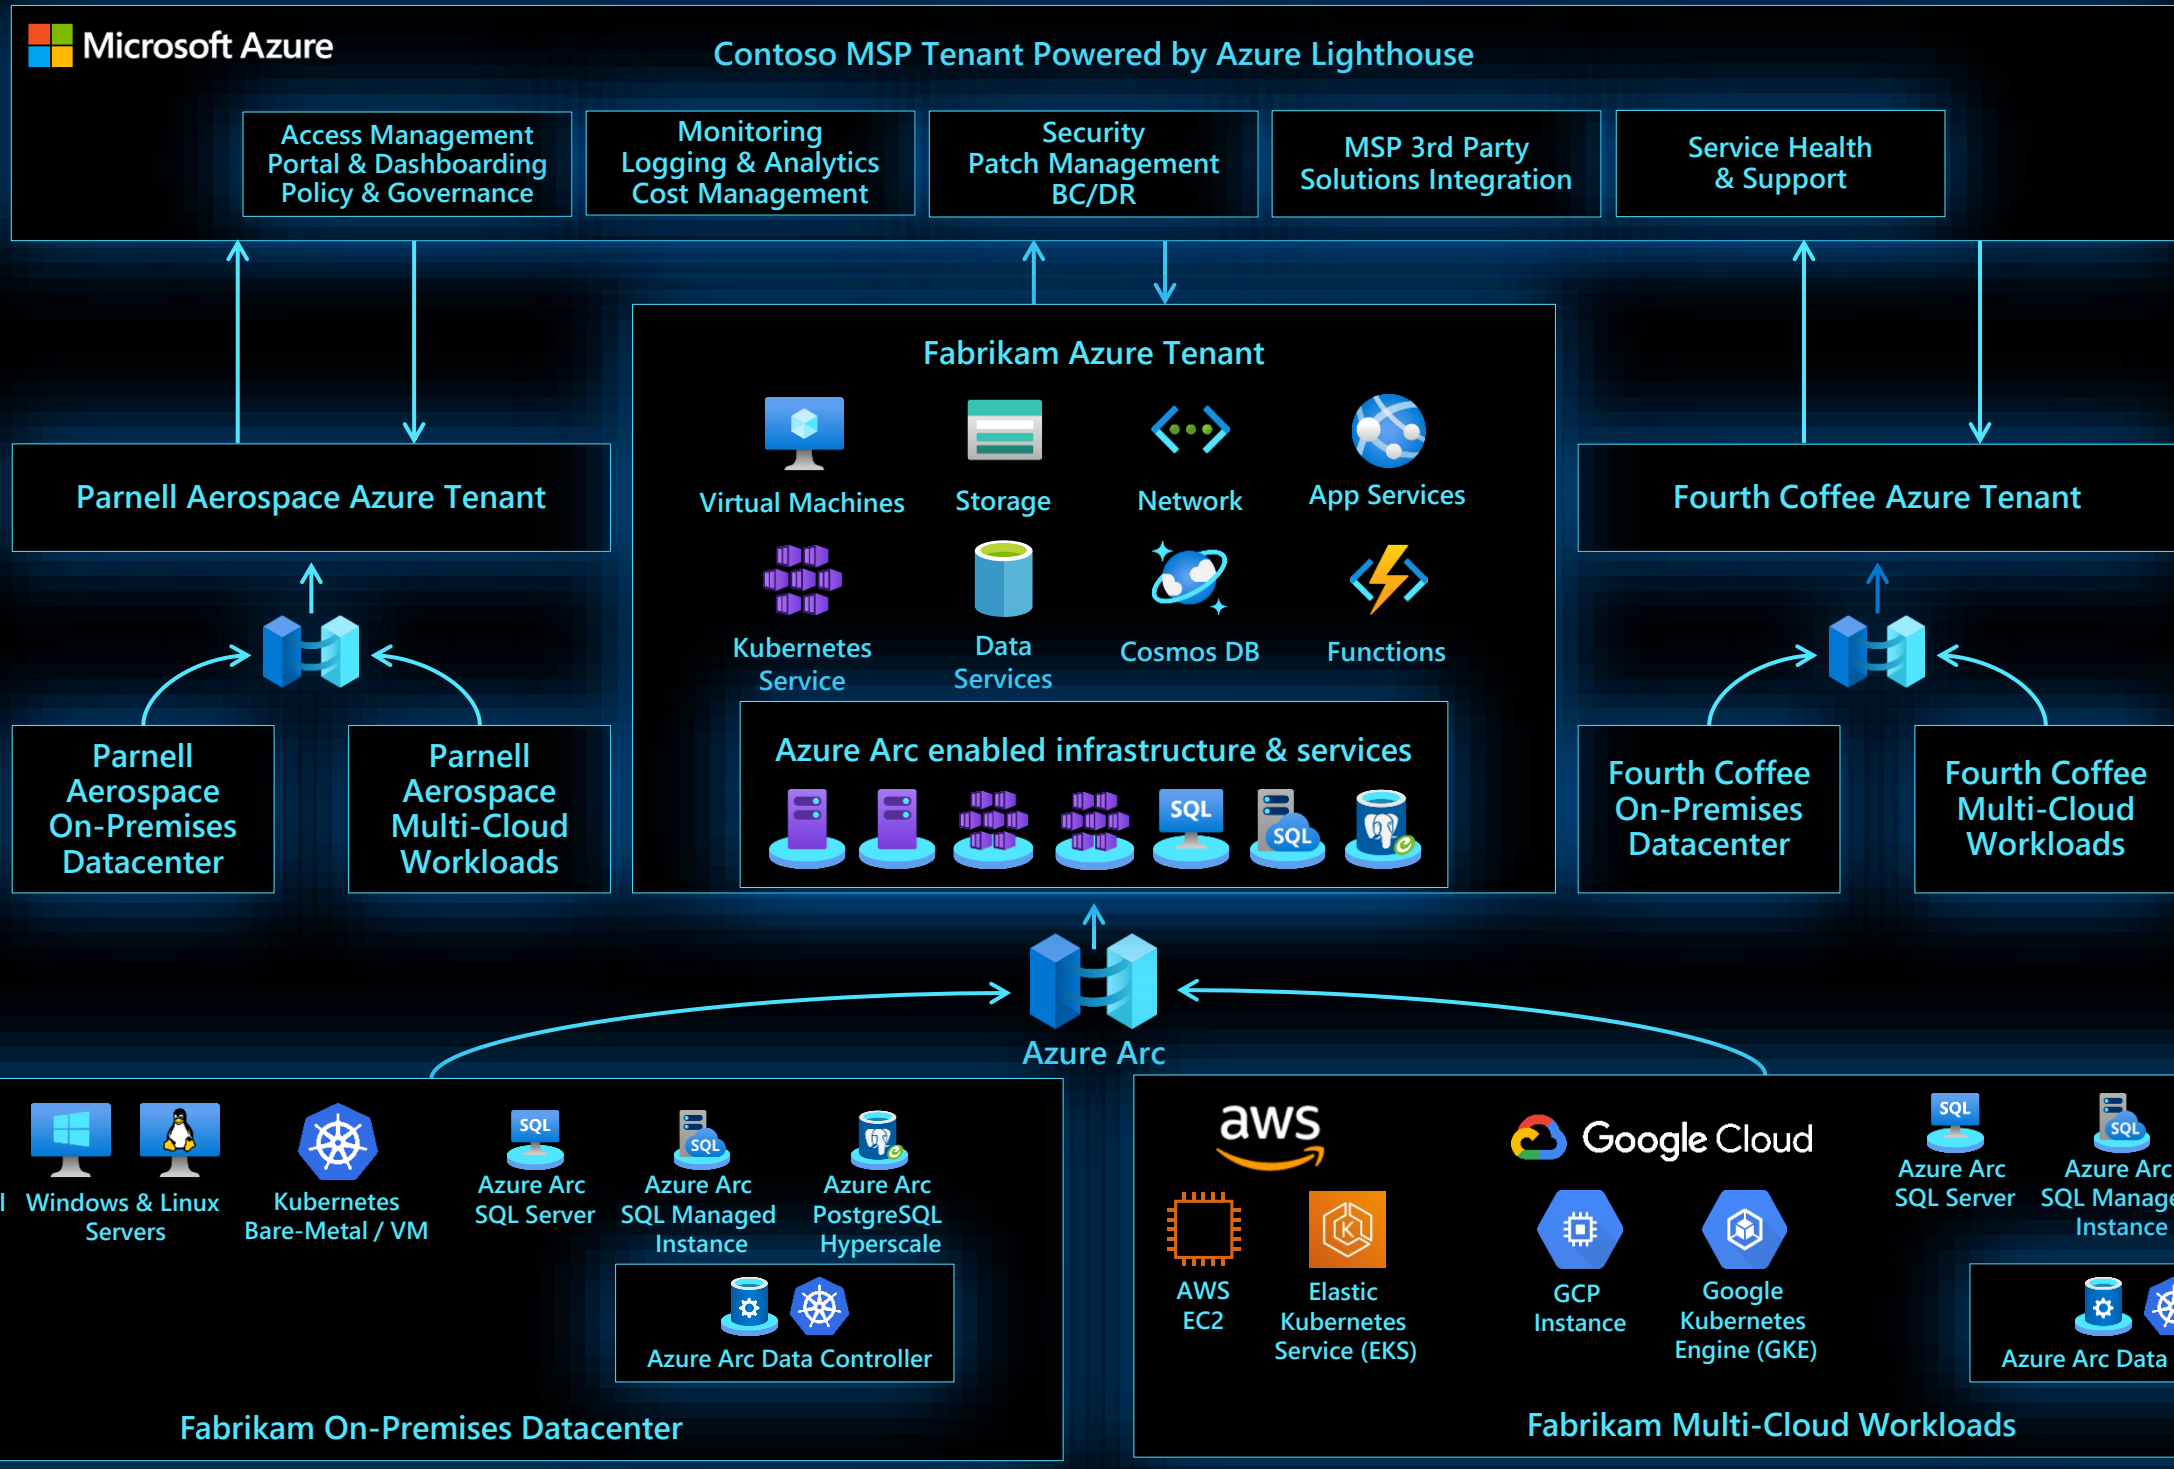 Microsoft Azure
Contoso MSP Tenant Powered by Azure Lighthouse
Access Management
Portal & Dashboarding
Policy & Governance
Monitoring
Logging & Analytics
Cost Management
Security
Patch Management
BC/DR
MSP 3rd Party
Solutions Integration
Service Health
& Support
Parnell Aerospace Azure Tenant
Fabrikam Azure Tenant
Virtual Machines
Storage
Network
App Services
Kubernetes
Service
Data
Services
Cosmos DB
Functions
Azure Arc enabled infrastructure & services
SQL
SQL
Fourth Coffee Azure Tenant
Parnell
Aerospace
On-Premises
Datacenter
Parnell
Aerospace
Multi-Cloud
Workloads
Fourth Coffee
On-Premises
Datacenter
Fourth Coffee
Multi-Cloud
Workloads
Azure Arc
Windows & Linux
Servers
Kubernetes
Bare-Metal / VM
SQL
Azure Arc
SQL Server
SQL
Azure Arc
SQL Managed
Instance
Azure Arc
PostgreSQL
Hyperscale
Azure Arc Data Controller
Fabrikam On-Premises Datacenter
aws
AWS
EC2
K
Elastic
Kubernetes
Service (EKS)
Google Cloud
GCP
Instance
Google
Kubernetes
Engine (GKE)
SQL
Azure Arc
SQL Server
SQL
Azure Arc
SQL Manage
Instance
Azure Arc Data
Fabrikam Multi-Cloud Workloads